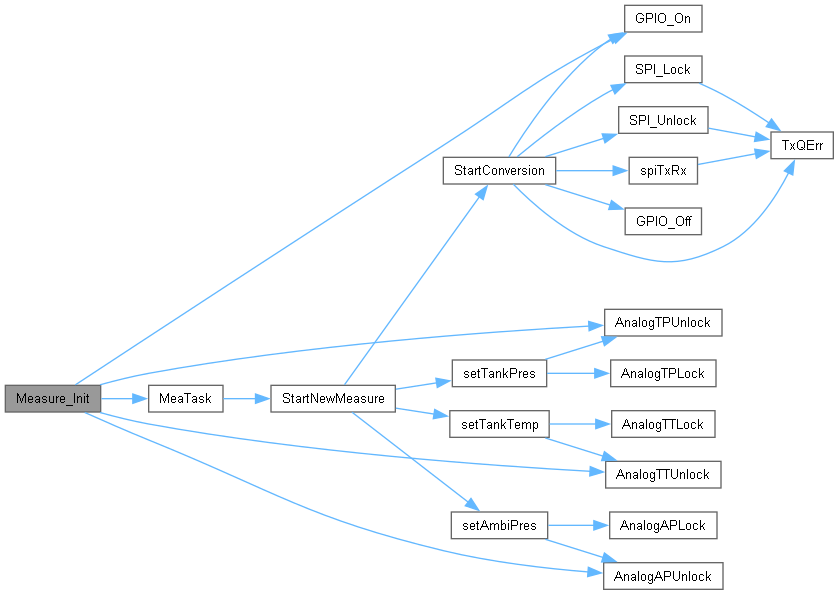 GPIO_On
SPI_Lock
SPI_Unlock
TxQErr
StartConversion
spiTxRx
GPIO_Off
AnalogTPUnlock
setTankPres
AnalogTPLock
Measure_Init
MeaTask
StartNewMeasure
setTankTemp
AnalogTTLock
AnalogTTUnlock
setAmbiPres
AnalogAPLock
AnalogAPUnlock